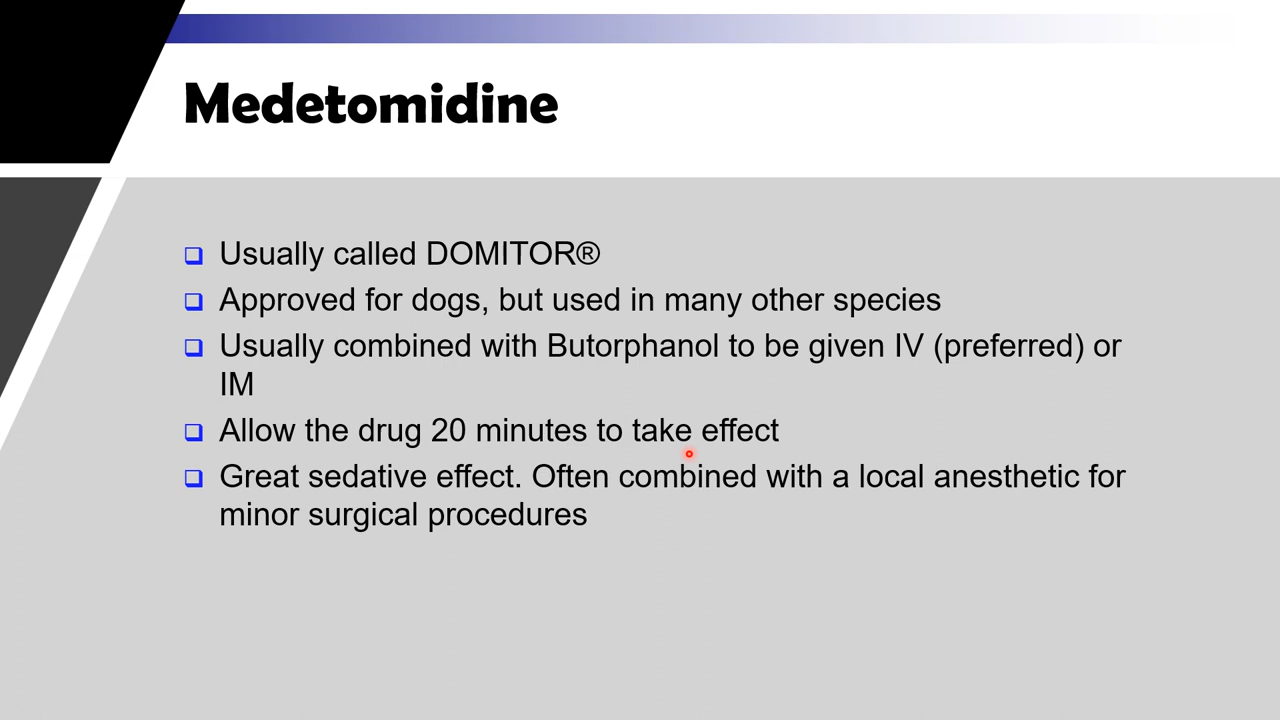 Medetomidine
Usually called DOMITOR®
Approved for dogs, but used in many other species
Usually combined with Butorphanol to be given IV (preferred) or
IM
Allow the drug 20 minutes to take effect
Great sedative effect. Often combined with a local anesthetic for
minor surgical procedures